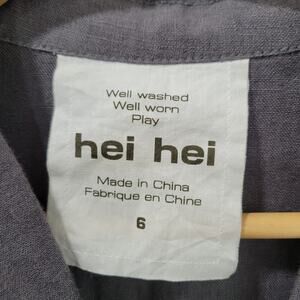 Well washed
Well worn
Play
hei hei
Made in China
Fabrique en Chine
6